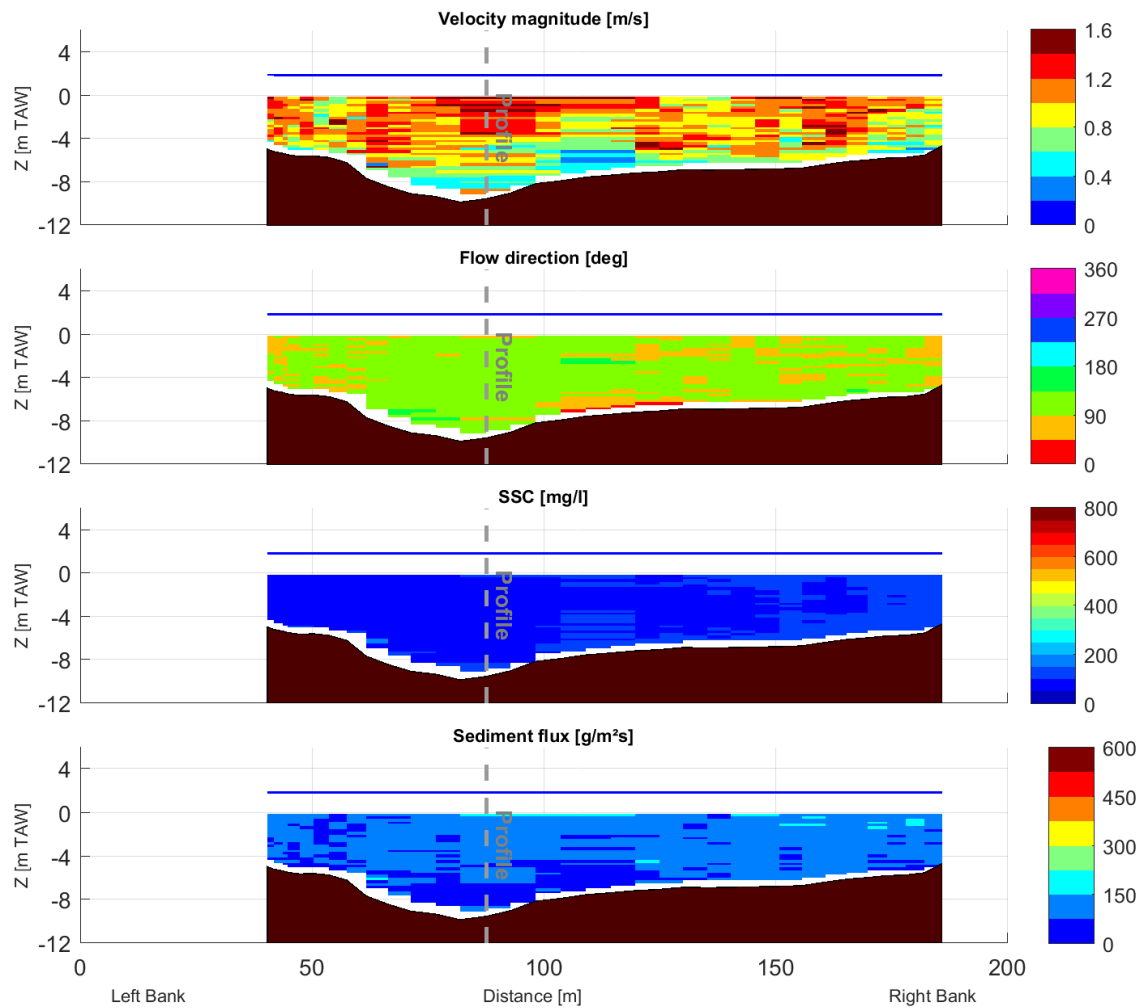 Velocity magnitude [m/s]
Z [m TAW]
4
0
-4
-8
-12
Profile
1.6
1.2
0.8
0.4
0
Flow direction [deg]
Z [m TAW]
4
0
-4
-8
-12
Profile
360
270
180
90
0
SSC [mg/l]
Z [m TAW]
4
0
-4
-8
-12
Profile
800
600
400
200
0
Sediment flux [g/m²s]
Z [m TAW]
4
0
-4
-8
-12
Profile
600
450
300
150
0
0 50 100 150 200
Left Bank Distance [m] Right Bank